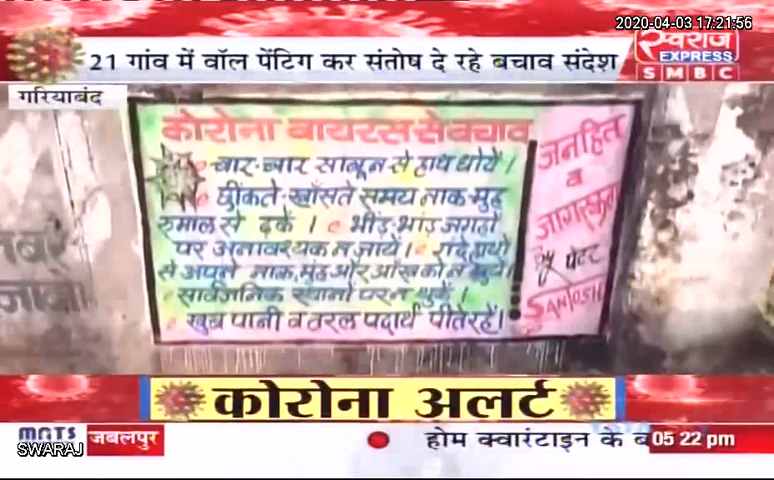 2020-04-03 17:21:56
21 गांव में वॉल पेंटिग कर संतोष दे रहे बचाव संदेश
स्वराज
EXPRESS
SMBC
गरियाबंद
कोरोना वायरस से बचाव
बार-बार साबुन से हाथ धोयें।
छींकते-खाँसते समय नाक-मुंह
रुमाल से ढकें । भीड़-भाड़ जगहों
पर अनावश्यक न जायें। गंदे हाथों
से अपने नाक, मुंह और आँख को न छुयें।
सार्वजनिक स्थानों पर न थुकें ।
खुब पानी व तरल पदार्थ पीते रहें।
जनहित
व
जागरूकता
पेंटर
SANTOSH
कोरोना अलर्ट
जबलपुर
SWARAJ
होम क्वारंटाइन के
05 22 pm